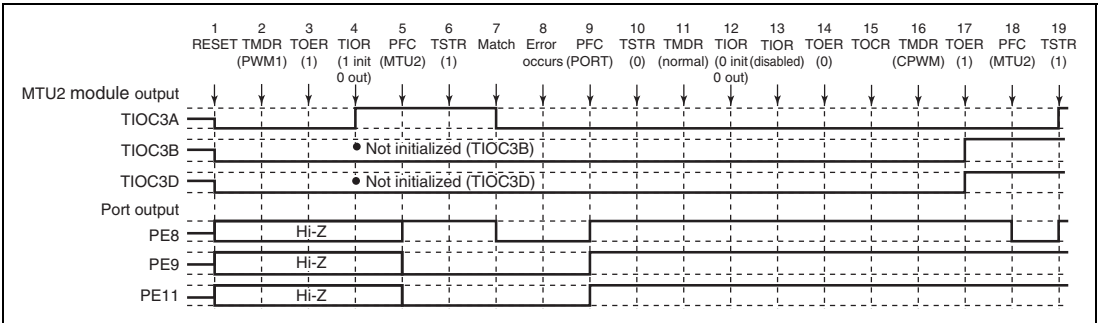 1 2 3 4 5 6 7 8 9 10 11 12 13 14 15 16 17 18 19
RESET TMDR TOER TIOR PFC TSTR Match Error PFC TSTR TMDR TIOR TIOR TOER TOCR TMDR TOER PFC TSTR
(PWM1) (1) (1 init (MTU2) (1) occurs (PORT) (0) (normal) (0 init (disabled) (0) (CPWM) (1) (MTU2) (1)
0 out) 0 out)
MTU2 module output
TIOC3A
TIOC3B • Not initialized (TIOC3B)
TIOC3D • Not initialized (TIOC3D)
Port output
PE8 Hi-Z
PE9 Hi-Z
PE11 Hi-Z